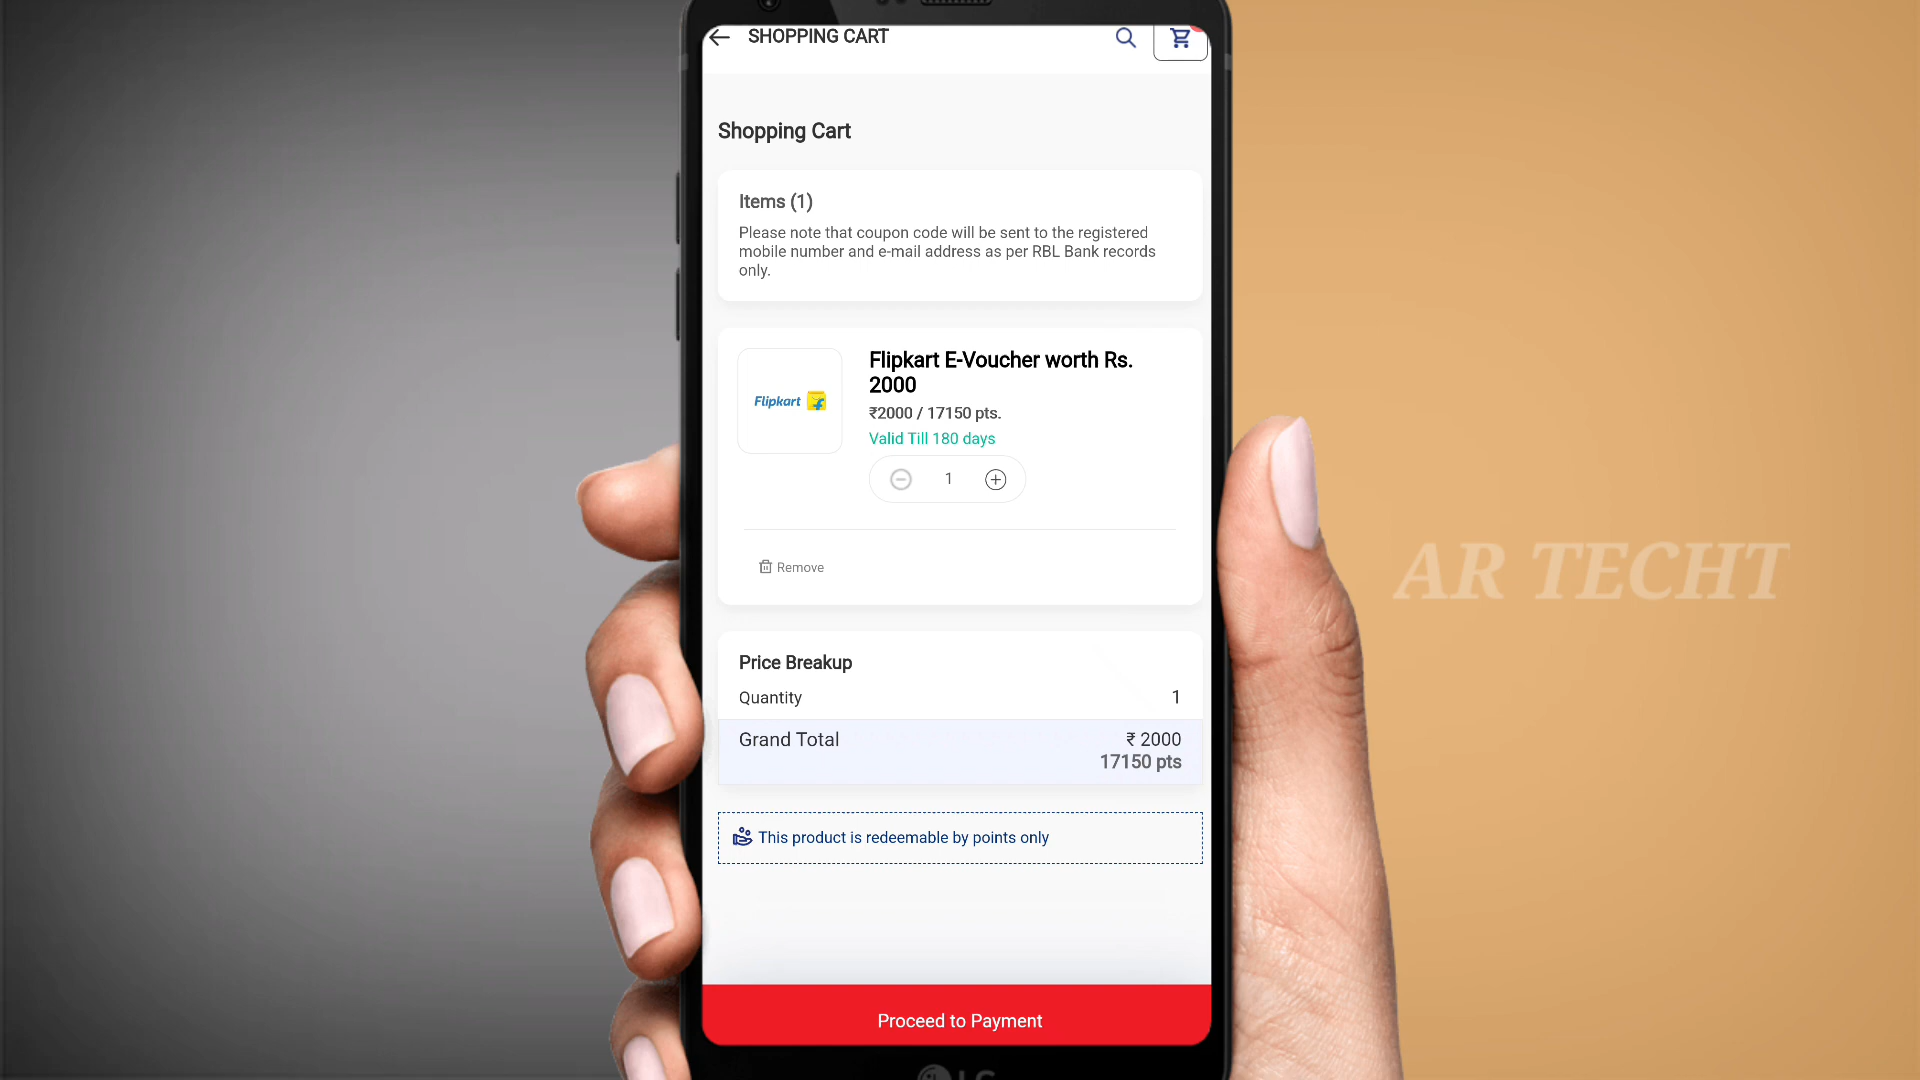 SHOPPING CART
Shopping Cart
Items (1)
Please note that coupon code will be sent to the registered
mobile number and e-mail address as per RBL Bank records
only.
Flipkart
Flipkart E-Voucher worth Rs.
2000
₹2000 / 17150 pts.
Valid Till 180 days
1
Remove
Price Breakup
Quantity 1
Grand Total ₹ 2000
17150 pts
This product is redeemable by points only
Proceed to Payment
AR TECHT
LG